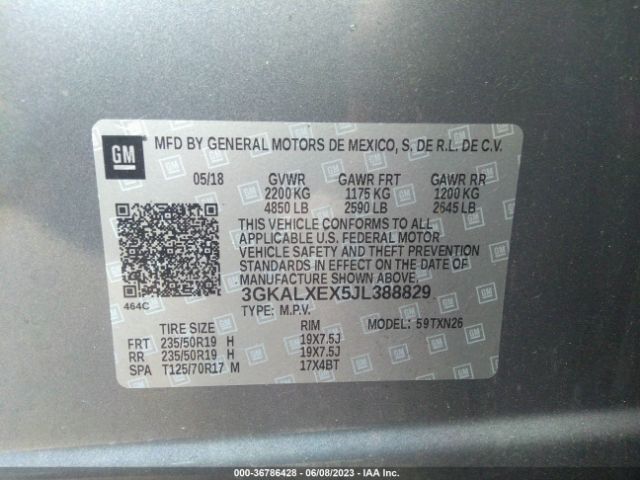 GM
MFD BY GENERAL MOTORS DE MEXICO, S. DE R.L. DE C.V.
05/18 GVWR GAWR FRT GAWR RR
2200 KG 1175 KG 1200 KG
4850 LB 2590 LB 2645 LB
THIS VEHICLE CONFORMS TO ALL
APPLICABLE U.S. FEDERAL MOTOR
VEHICLE SAFETY AND THEFT PREVENTION
STANDARDS IN EFFECT ON THE DATE OF
MANUFACTURE SHOWN ABOVE.
464C
3GKALXEX5JL388829
TYPE: M.P.V.
TIRE SIZE RIM MODEL: 59TXN26
FRT 235/50R19 H 19X7.5J
RR 235/50R19 H 19X7.5J
SPA T125/70R17 M 17X4BT
000-36786428 - 06/08/2023 - IAA Inc.